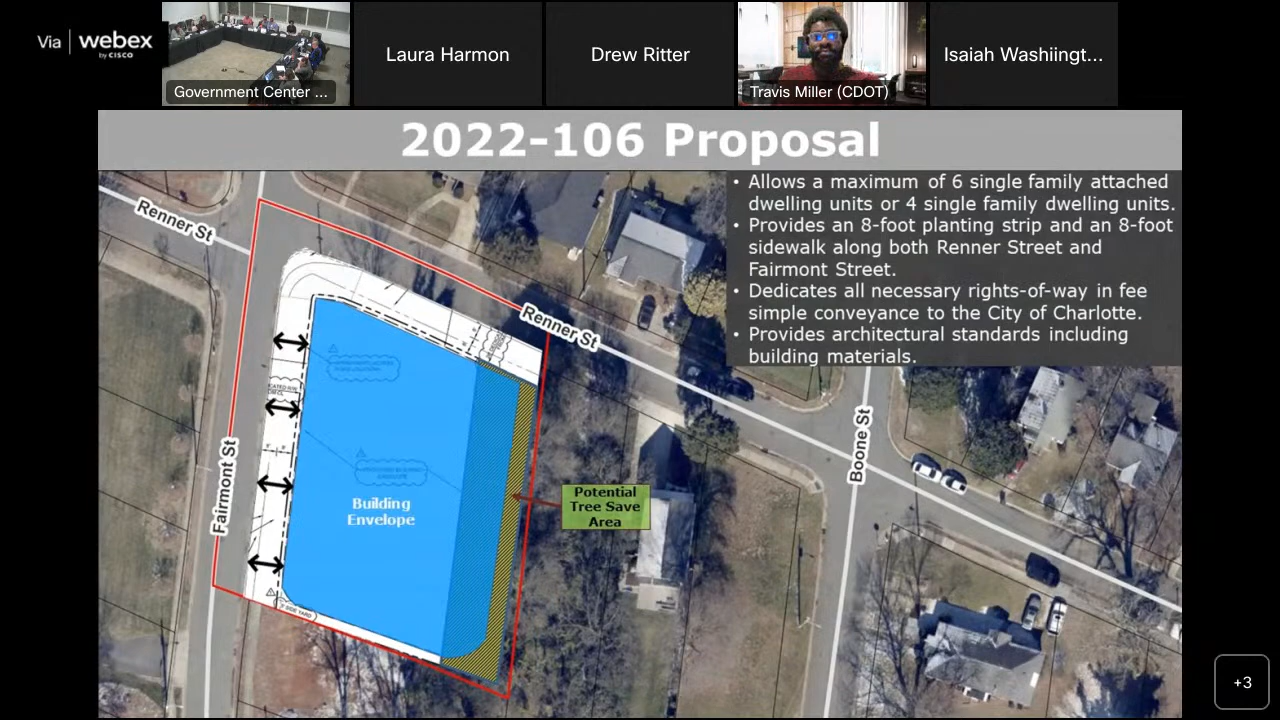 Via | webex
by CISCO
Government Center ...
Laura Harmon
Drew Ritter
Travis Miller (CDOT)
Isaiah Washiingt...
2022-106 Proposal
• Allows a maximum of 6 single family attached
dwelling units or 4 single family dwelling units.
• Provides an 8-foot planting strip and an 8-foot
sidewalk along both Renner Street and
Fairmont Street.
• Dedicates all necessary rights-of-way in fee
simple conveyance to the City of Charlotte.
• Provides architectural standards including
building materials.
Renner St
Renner St
Boone St
Fairmont St
Building
Envelope
Potential
Tree Save
Area
SIDE YARD
+3